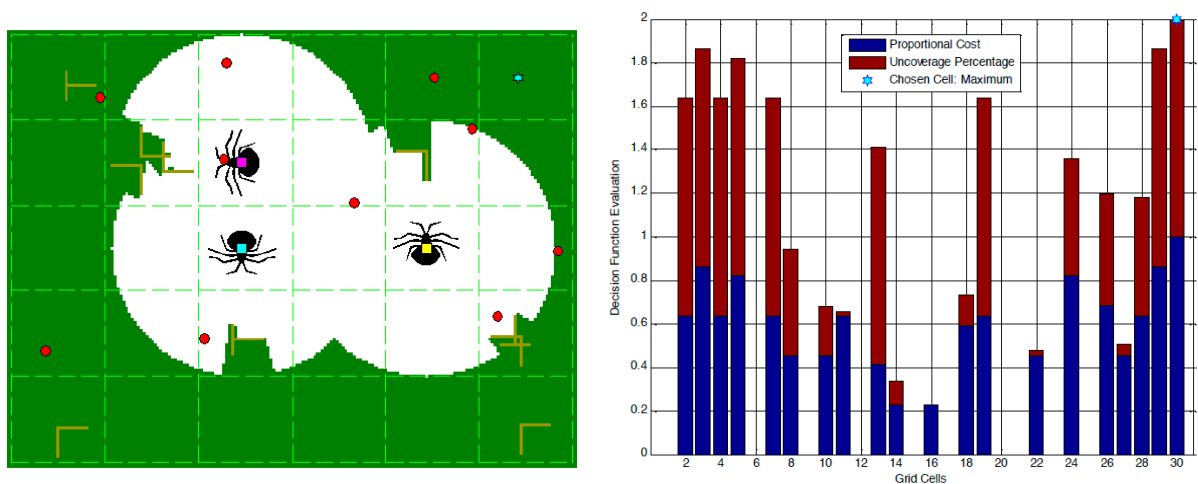 2
1.8
1.6
1.4
1.2
1
0.8
0.6
0.4
0.2
0
Decision Function Evaluation
Proportional Cost
Uncoverage Percentage
Chosen Cell: Maximum
2 4 6 8 10 12 14 16 18 20 22 24 26 28 30
Grid Cells